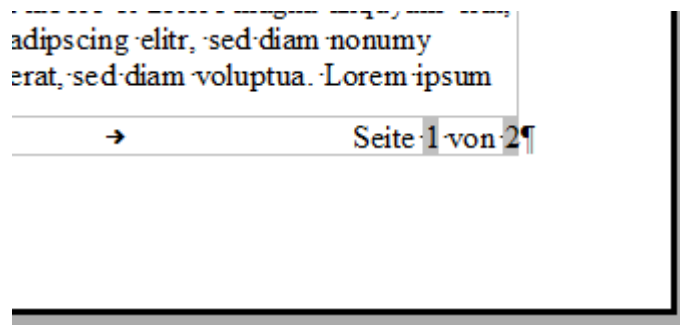 adipscing elitr, sed diam nonumy
erat, sed diam voluptua. Lorem ipsum
→ Seite 1 von 2¶